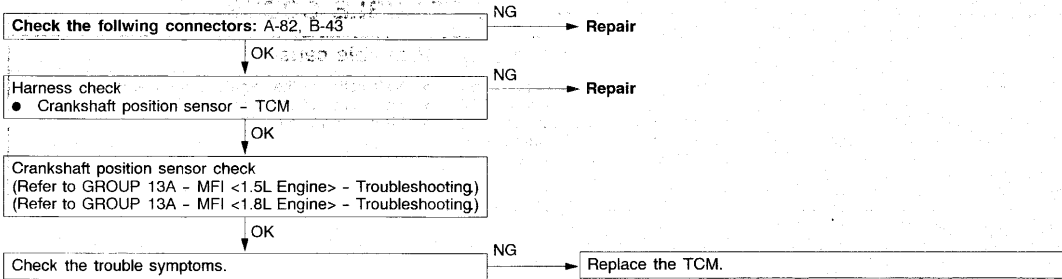 Check the follwing connectors: A-82, B-43
NG
Repair
OK
Harness check
● Crankshaft position sensor – TCM
NG
Repair
OK
Crankshaft position sensor check
(Refer to GROUP 13A – MFI <1.5L Engine> – Troubleshooting.)
(Refer to GROUP 13A – MFI <1.8L Engine> – Troubleshooting.)
OK
Check the trouble symptoms.
NG
Replace the TCM.